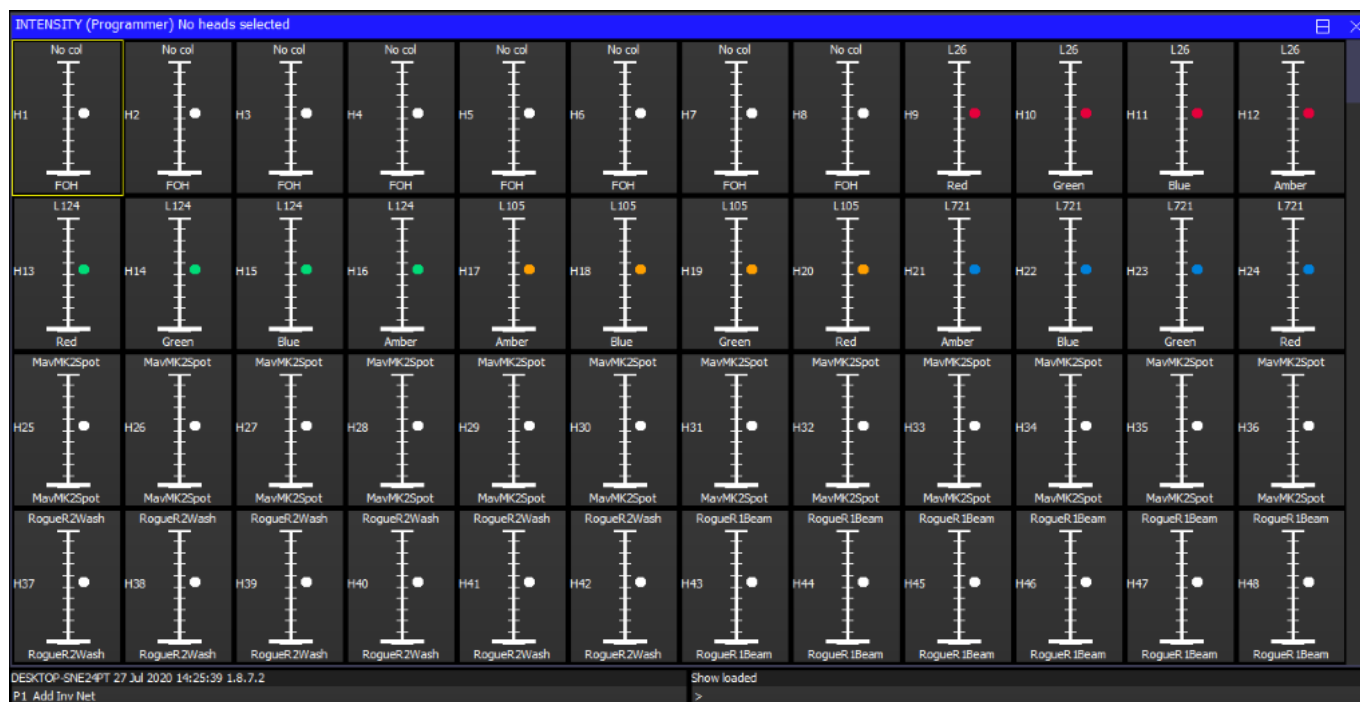 INTENSITY (Programmer) No heads selected
No col No col No col No col No col No col No col No col L26 L26 L26 L26
H1 H2 H3 H4 H5 H6 H7 H8 H9 H10 H11 H12
FOH FOH FOH FOH FOH FOH FOH FOH Red Green Blue Amber
L124 L124 L124 L124 L105 L105 L105 L105 L721 L721 L721 L721
H13 H14 H15 H16 H17 H18 H19 H20 H21 H22 H23 H24
Red Green Blue Amber Amber Blue Green Red Amber Blue Green Red
MavMK2Spot MavMK2Spot MavMK2Spot MavMK2Spot MavMK2Spot MavMK2Spot MavMK2Spot MavMK2Spot MavMK2Spot MavMK2Spot MavMK2Spot MavMK2Spot
H25 H26 H27 H28 H29 H30 H31 H32 H33 H34 H35 H36
MavMK2Spot MavMK2Spot MavMK2Spot MavMK2Spot MavMK2Spot MavMK2Spot MavMK2Spot MavMK2Spot MavMK2Spot MavMK2Spot MavMK2Spot MavMK2Spot
RogueR2Wash RogueR2Wash RogueR2Wash RogueR2Wash RogueR2Wash RogueR2Wash RogueR1Beam RogueR1Beam RogueR1Beam RogueR1Beam RogueR1Beam RogueR1Beam
H37 H38 H39 H40 H41 H42 H43 H44 H45 H46 H47 H48
RogueR2Wash RogueR2Wash RogueR2Wash RogueR2Wash RogueR2Wash RogueR2Wash RogueR1Beam RogueR1Beam RogueR1Beam RogueR1Beam RogueR1Beam RogueR1Beam
DESKTOP-SNE24PT 27 Jul 2020 14:25:39 1.8.7.2 Show loaded
P1 Add Inv Net >